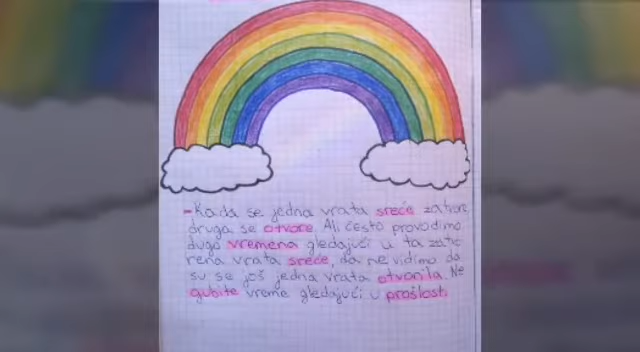 -Kada se jedna vrata sreće zatvore
druga se otvore. Ali često provodimo
dugo vremena gledajući u ta zatvo
rena vrata sreće, da ne vidimo da
su se još jedna vrata otvorila. Ne
gubite vreme gledajući u prošlost.